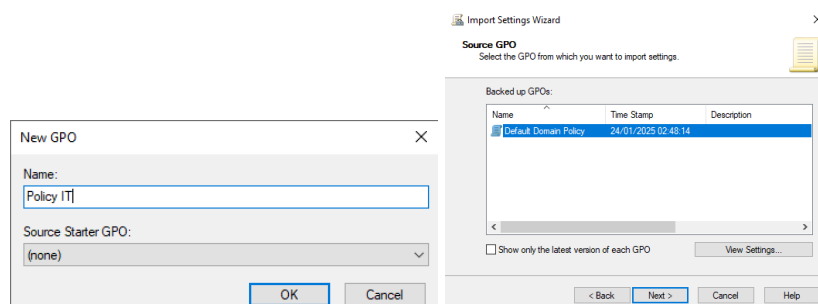 New GPO
Name:
Policy IT
Source Starter GPO:
(none)
OK Cancel
Import Settings Wizard
Source GPO
Select the GPO from which you want to import settings.
Backed up GPOs:
Name Time Stamp Description
Default Domain Policy 24/01/2025 02:48:14
Show only the latest version of each GPO View Settings...
< Back Next > Cancel Help